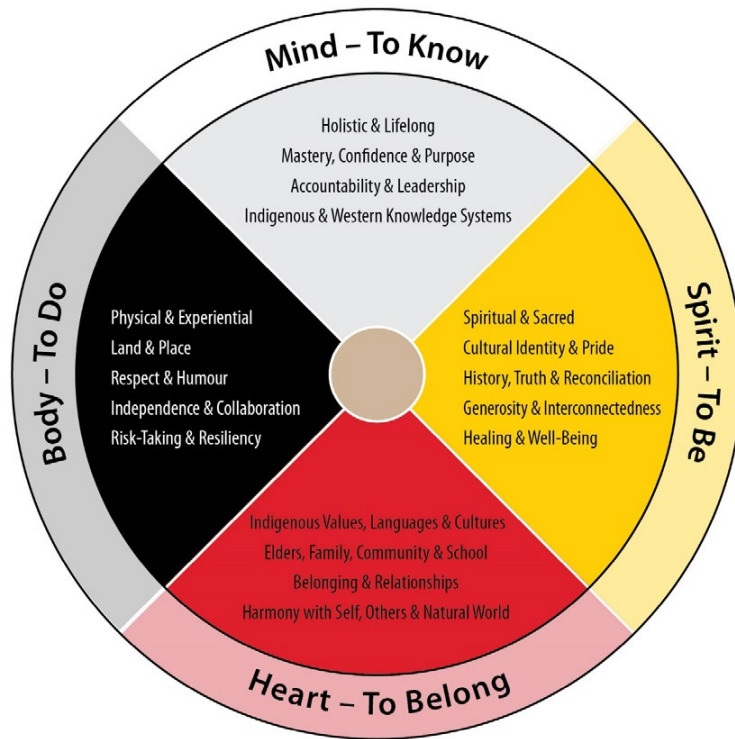 Mind – To Know
Holistic & Lifelong
Mastery, Confidence & Purpose
Accountability & Leadership
Indigenous & Western Knowledge Systems
Body – To Do
Physical & Experiential
Land & Place
Respect & Humour
Independence & Collaboration
Risk-Taking & Resiliency
Spiritual & Sacred
Cultural Identity & Pride
History, Truth & Reconciliation
Generosity & Interconnectedness
Healing & Well-Being
Spirit – To Be
Indigenous Values, Languages & Cultures
Elders, Family, Community & School
Belonging & Relationships
Harmony with Self, Others & Natural World
Heart – To Belong